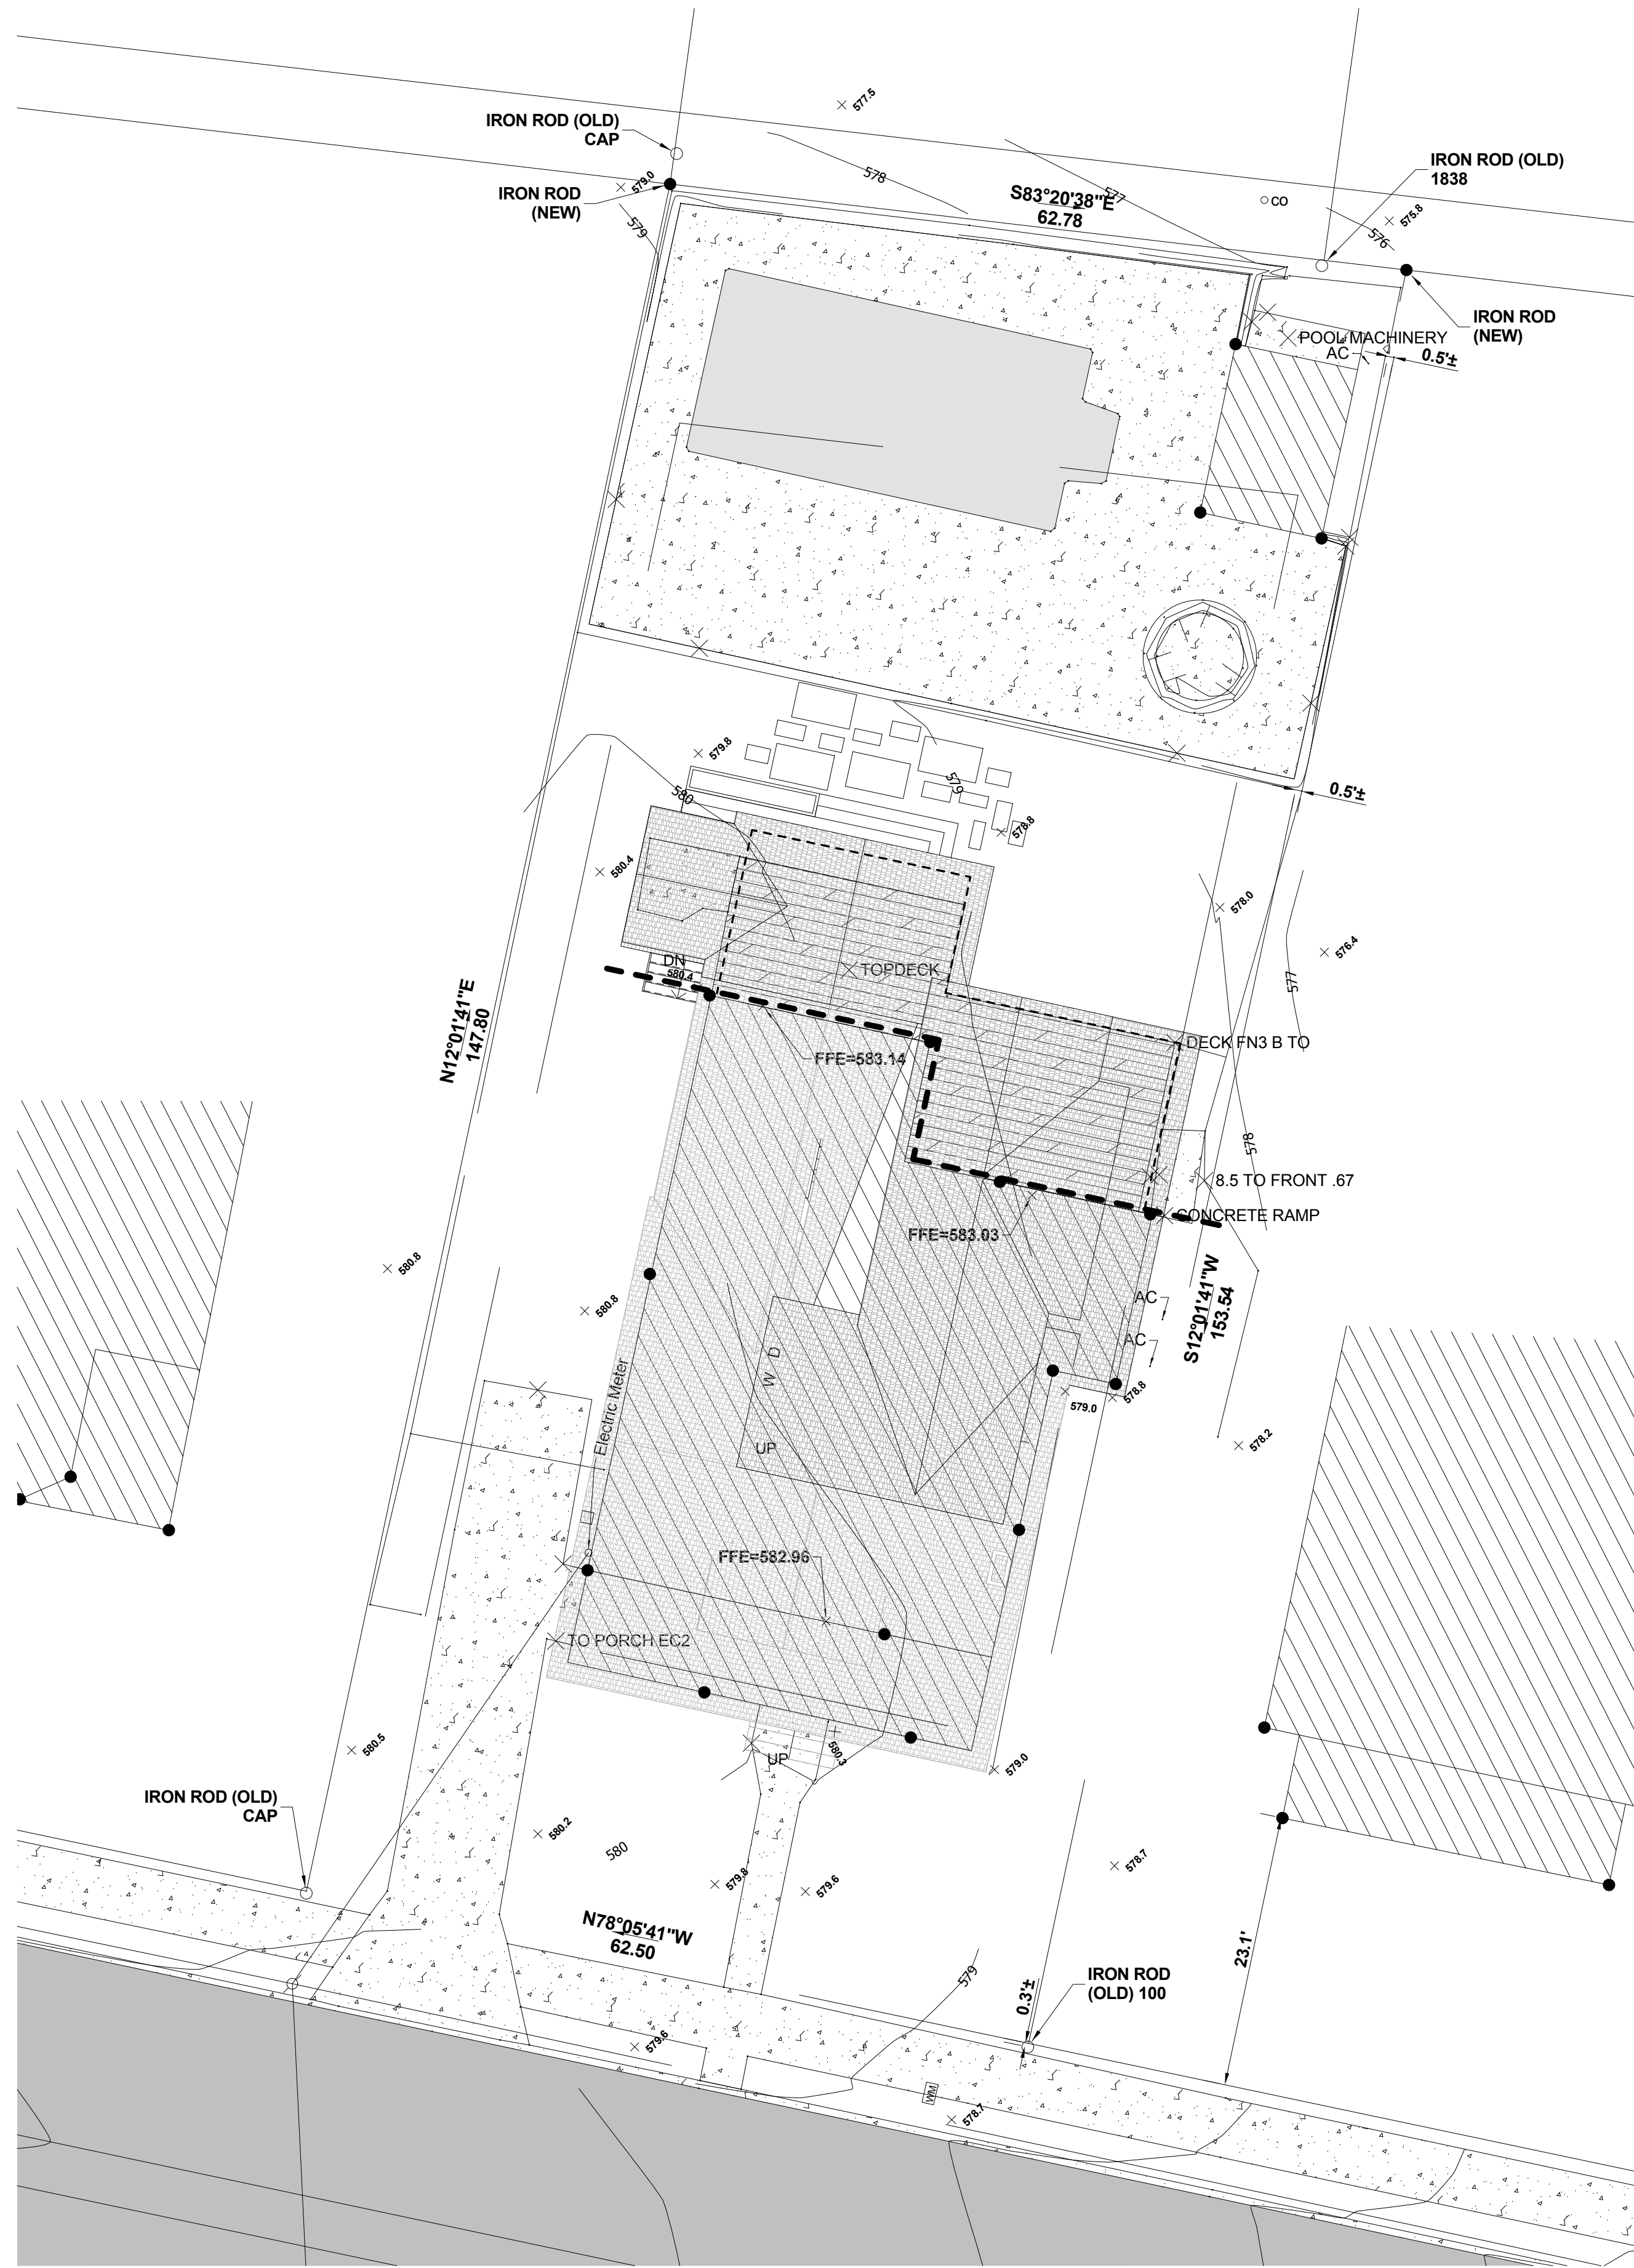 577.5
IRON ROD (OLD)
CAP
IRON ROD (OLD)
1838
578
579.0
IRON ROD
(NEW)
S83°20'38"E
62.78
577
CO
575.8
576
579
IRON ROD
(NEW)
POOL MACHINERY
AC
0.5'±
579.8
580
579
0.5'±
578.8
580.4
578.0
576.4
DN
580.4
TOPDECK
577
N12°01'41"E
147.80
DECK FN3 B TO
FFE=583.14
578
8.5 TO FRONT .67
CONCRETE RAMP
FFE=583.03
580.8
580.8
AC
S12°01'41"W
153.54
AC
W D
578.8
579.0
Electric Meter
UP
578.2
FFE=582.96
TO PORCH EC2
580.5
580.3
UP
579.0
IRON ROD (OLD)
CAP
580.2
580
578.7
579.8
579.6
N78°05'41"W
62.50
23.1'
579
IRON ROD
(OLD) 100
0.3'±
579.6
WM
578.7